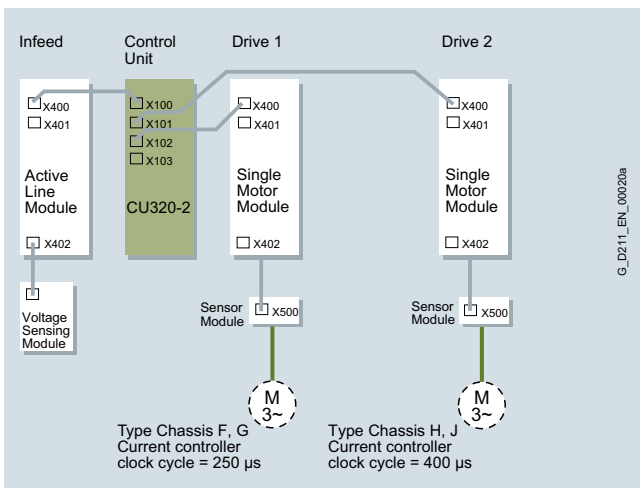 Infeed
Control
Unit
Drive 1
Drive 2
X400
X401
Active
Line
Module
X402
Voltage
Sensing
Module
X100
X101
X102
X103
CU320-2
X400
X401
Single
Motor
Module
X402
Sensor
Module
X500
M
3~
Type Chassis F, G
Current controller
clock cycle = 250 µs
X400
X401
Single
Motor
Module
X402
Sensor
Module
X500
M
3~
Type Chassis H, J
Current controller
clock cycle = 400 µs
G_D211_EN_00020a